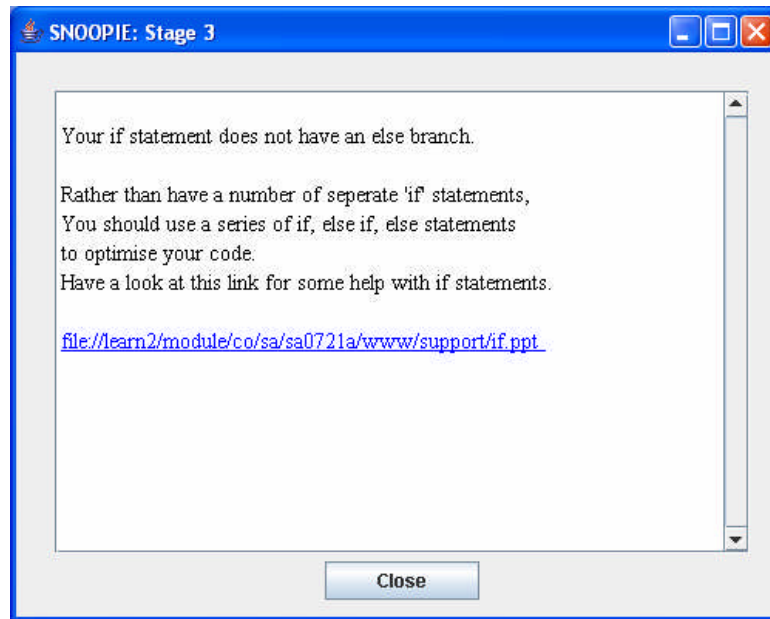 SNOOPIE: Stage 3
Your if statement does not have an else branch.
Rather than have a number of seperate 'if' statements,
You should use a series of if, else if, else statements
to optimise your code.
Have a look at this link for some help with if statements.
file://learn2/module/co/sa/sa0721a/www/support/if.ppt
Close